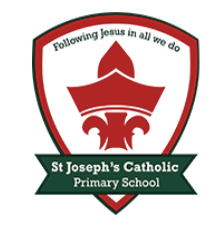 Following Jesus in all we do
St Joseph's Catholic
Primary School